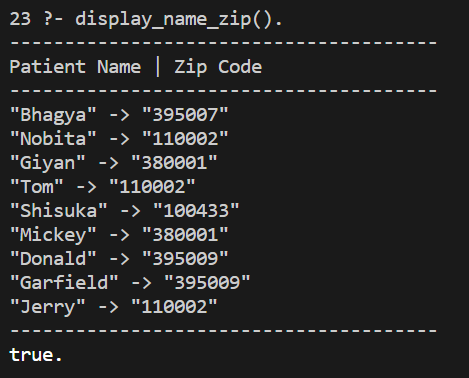 23 ?- display_name_zip().
---------------------------------------
Patient Name | Zip Code
---------------------------------------
"Bhagya" -> "395007"
"Nobita" -> "110002"
"Giyan" -> "380001"
"Tom" -> "110002"
"Shisuka" -> "100433"
"Mickey" -> "380001"
"Donald" -> "395009"
"Garfield" -> "395009"
"Jerry" -> "110002"
---------------------------------------
true.